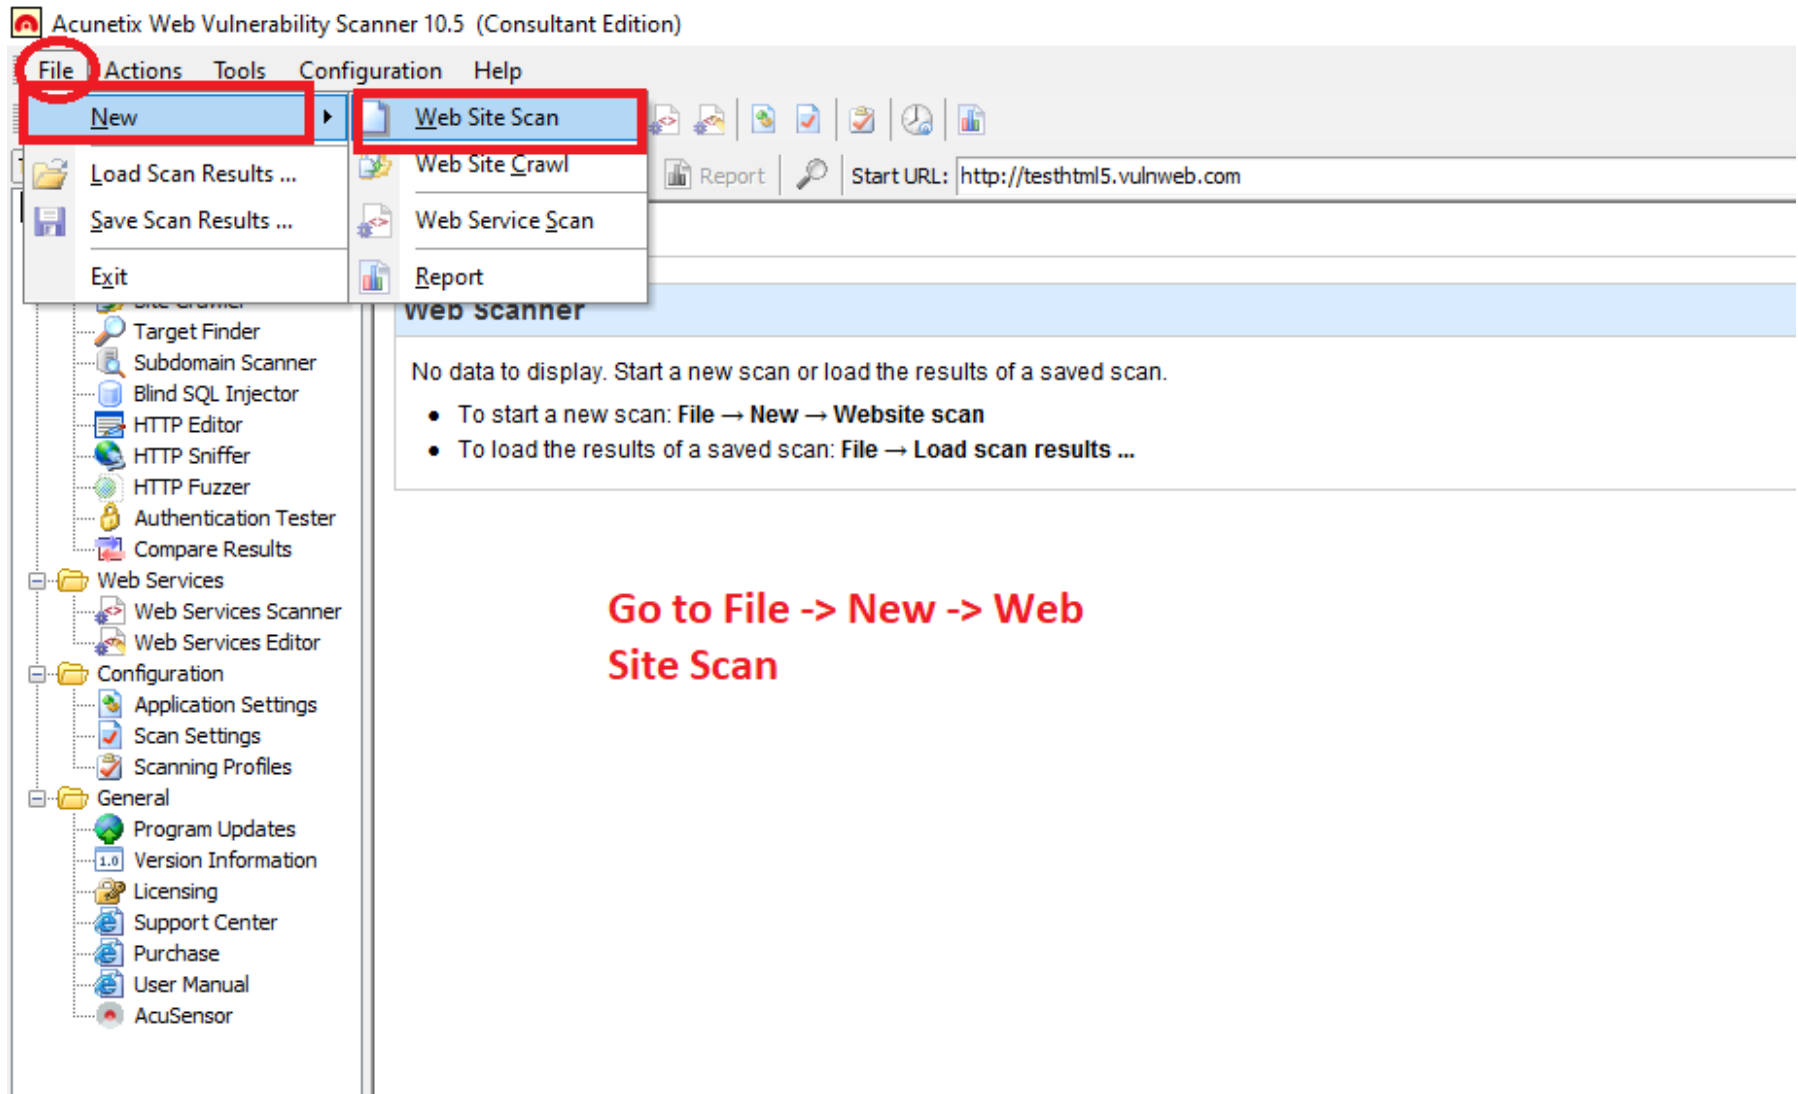 Acunetix Web Vulnerability Scanner 10.5 (Consultant Edition)
File Actions Tools Configuration Help
New
Load Scan Results ...
Save Scan Results ...
Exit
Web Site Scan
Web Site Crawl
Web Service Scan
Report
Report Start URL: http://testhtml5.vulnweb.com
Site Crawler
Target Finder
Subdomain Scanner
Blind SQL Injector
HTTP Editor
HTTP Sniffer
HTTP Fuzzer
Authentication Tester
Compare Results
Web Services
Web Services Scanner
Web Services Editor
Configuration
Application Settings
Scan Settings
Scanning Profiles
General
Program Updates
1.0 Version Information
Licensing
Support Center
Purchase
User Manual
AcuSensor
Web Scanner
No data to display. Start a new scan or load the results of a saved scan.
• To start a new scan: File → New → Website scan
• To load the results of a saved scan: File → Load scan results ...
Go to File -> New -> Web
Site Scan